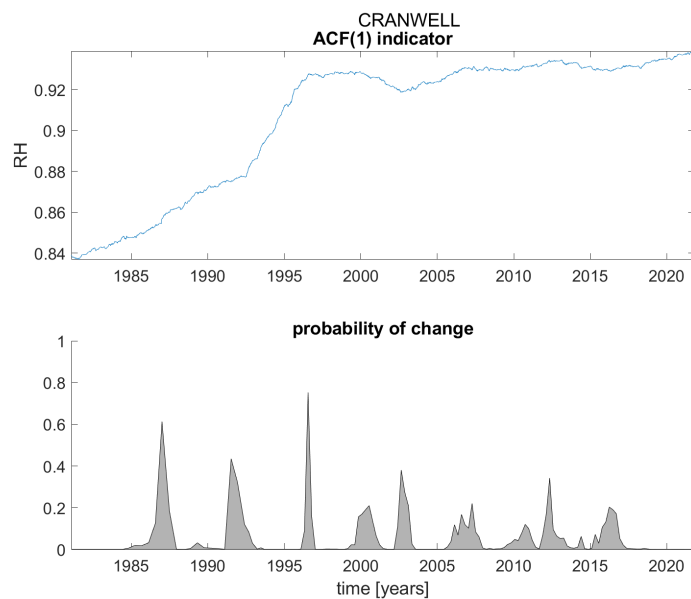 CRANWELL
ACF(1) indicator
RH
0.92
0.9
0.88
0.86
0.84
1985 1990 1995 2000 2005 2010 2015 2020
probability of change
1
0.8
0.6
0.4
0.2
0
1985 1990 1995 2000 2005 2010 2015 2020
time [years]